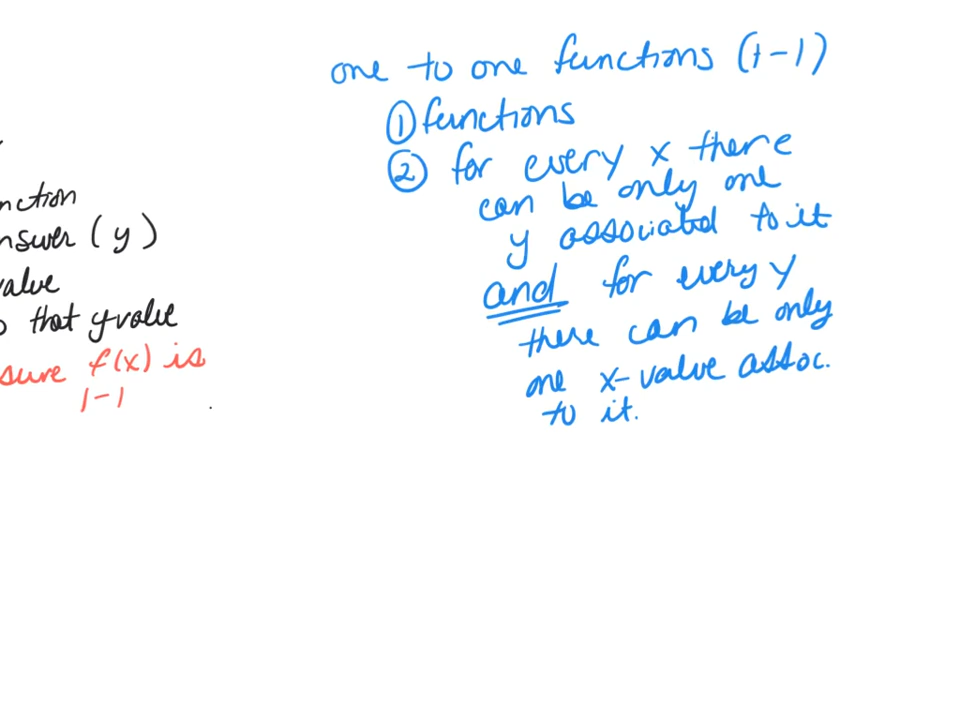 one to one functions (1-1)
① functions
② for every x there
can be only one
y associated to it
and for every y
there can be only
one x-value assoc.
to it.
nction
nswer (y)
alue
that y-value
sure f(x) is
1-1